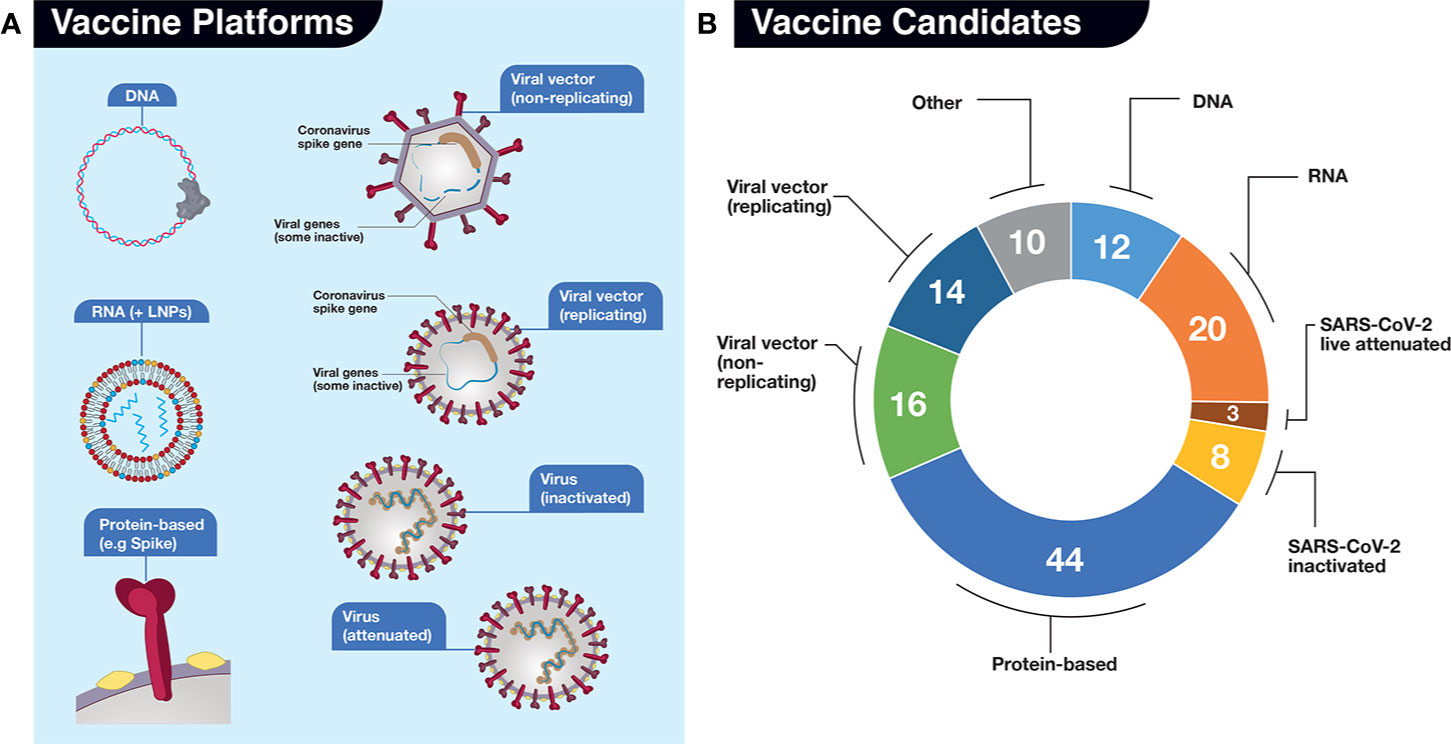 A
Vaccine Platforms
DNA
Viral vector
(non-replicating)
Coronavirus
spike gene
Viral genes
(some inactive)
RNA (+ LNPs)
Coronavirus
spike gene
Viral vector
(replicating)
Viral genes
(some inactive)
Protein-based
(e.g Spike)
Virus
(inactivated)
Virus
(attenuated)
B
Vaccine Candidates
Other
DNA
Viral vector
(replicating)
RNA
10
12
14
20
Viral vector
(non-
replicating)
SARS-CoV-2
live attenuated
16
3
8
44
SARS-CoV-2
inactivated
Protein-based